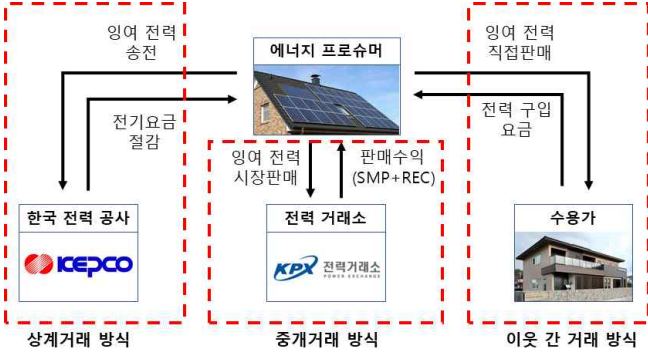 잉여 전력
송전
에너지 프로슈머
잉여 전력
직접판매
전기요금
절감
전력 구입
요금
잉여 전력
시장판매
판매수익
(SMP+REC)
한국 전력 공사
KEPCO
전력 거래소
KPX 전력거래소
POWER EXCHANGE
수용가
상계거래 방식
중개거래 방식
이웃 간 거래 방식